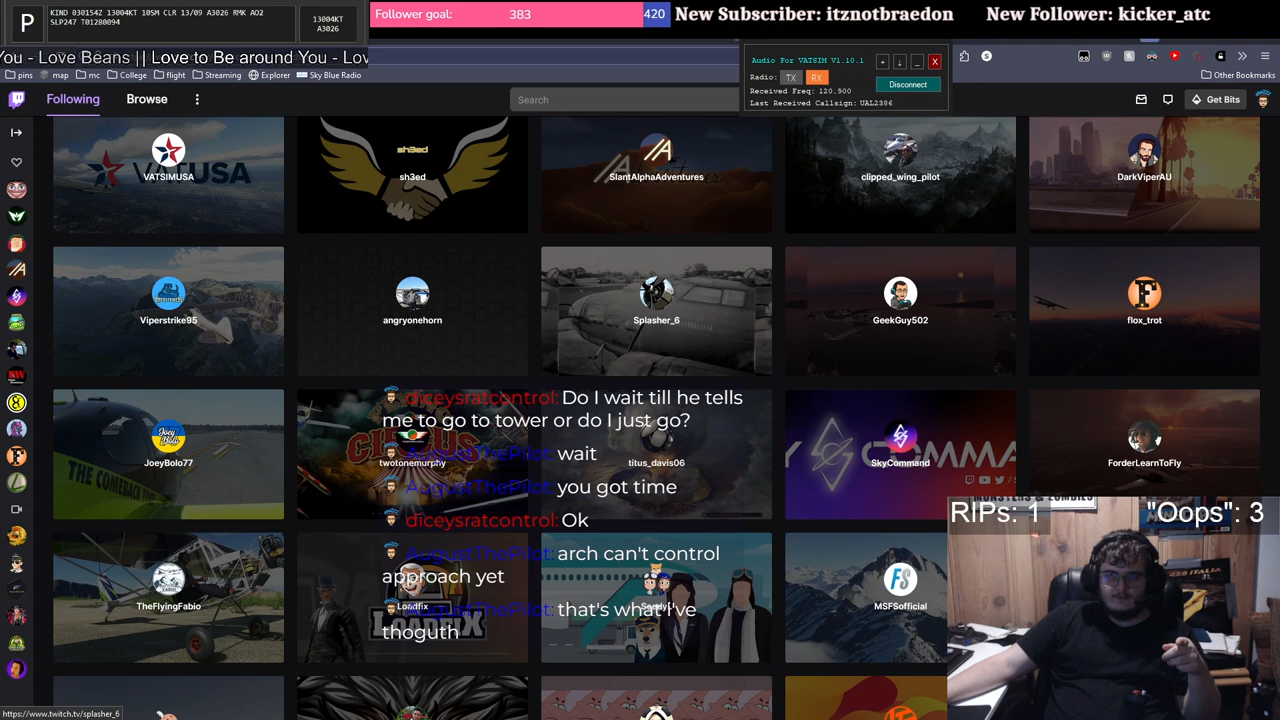 P
KIND 030154Z 13004KT 10SM CLR 13/09 A3026 RMK AO2
SLP247 T01280094
13004KT
A3026
Follower goal: 383 420
New Subscriber: itznotbraedon New Follower: kicker_atc
You - Love Beans || Love to Be around You - Lov
Audio For VATSIM V1.10.1
+ ↓ _ X
Radio: TX RX
Received Freq: 120.900
Disconnect
Last Received Callsign: UAL2386
pins map mc College flight Streaming Explorer Sky Blue Radio
Other Bookmarks
Following Browse
Search
Get Bits
VATSIMUSA
sh3ed
sh3ed
SlantAlphaAdventures
clipped_wing_pilot
DarkViperAU
Viperstrike95
angryonehorn
Splasher_6
GeekGuy502
flox_trot
JoeyBolo77
twotonemurphy
titus_davis06
SkyCommand
ForderLearnToFly
THE COMEBACK
diceysratcontrol: Do I wait till he tells
me to go to tower or do I just go?
AugustThePilot: wait
AugustThePilot: you got time
diceysratcontrol: Ok
AugustThePilot: arch can't control
approach yet
AugustThePilot: that's what i've
thoguth
TheFlyingFabio
Loadfix
MSFSofficial
RIPs: 1 "Oops": 3
https://www.twitch.tv/splasher_6